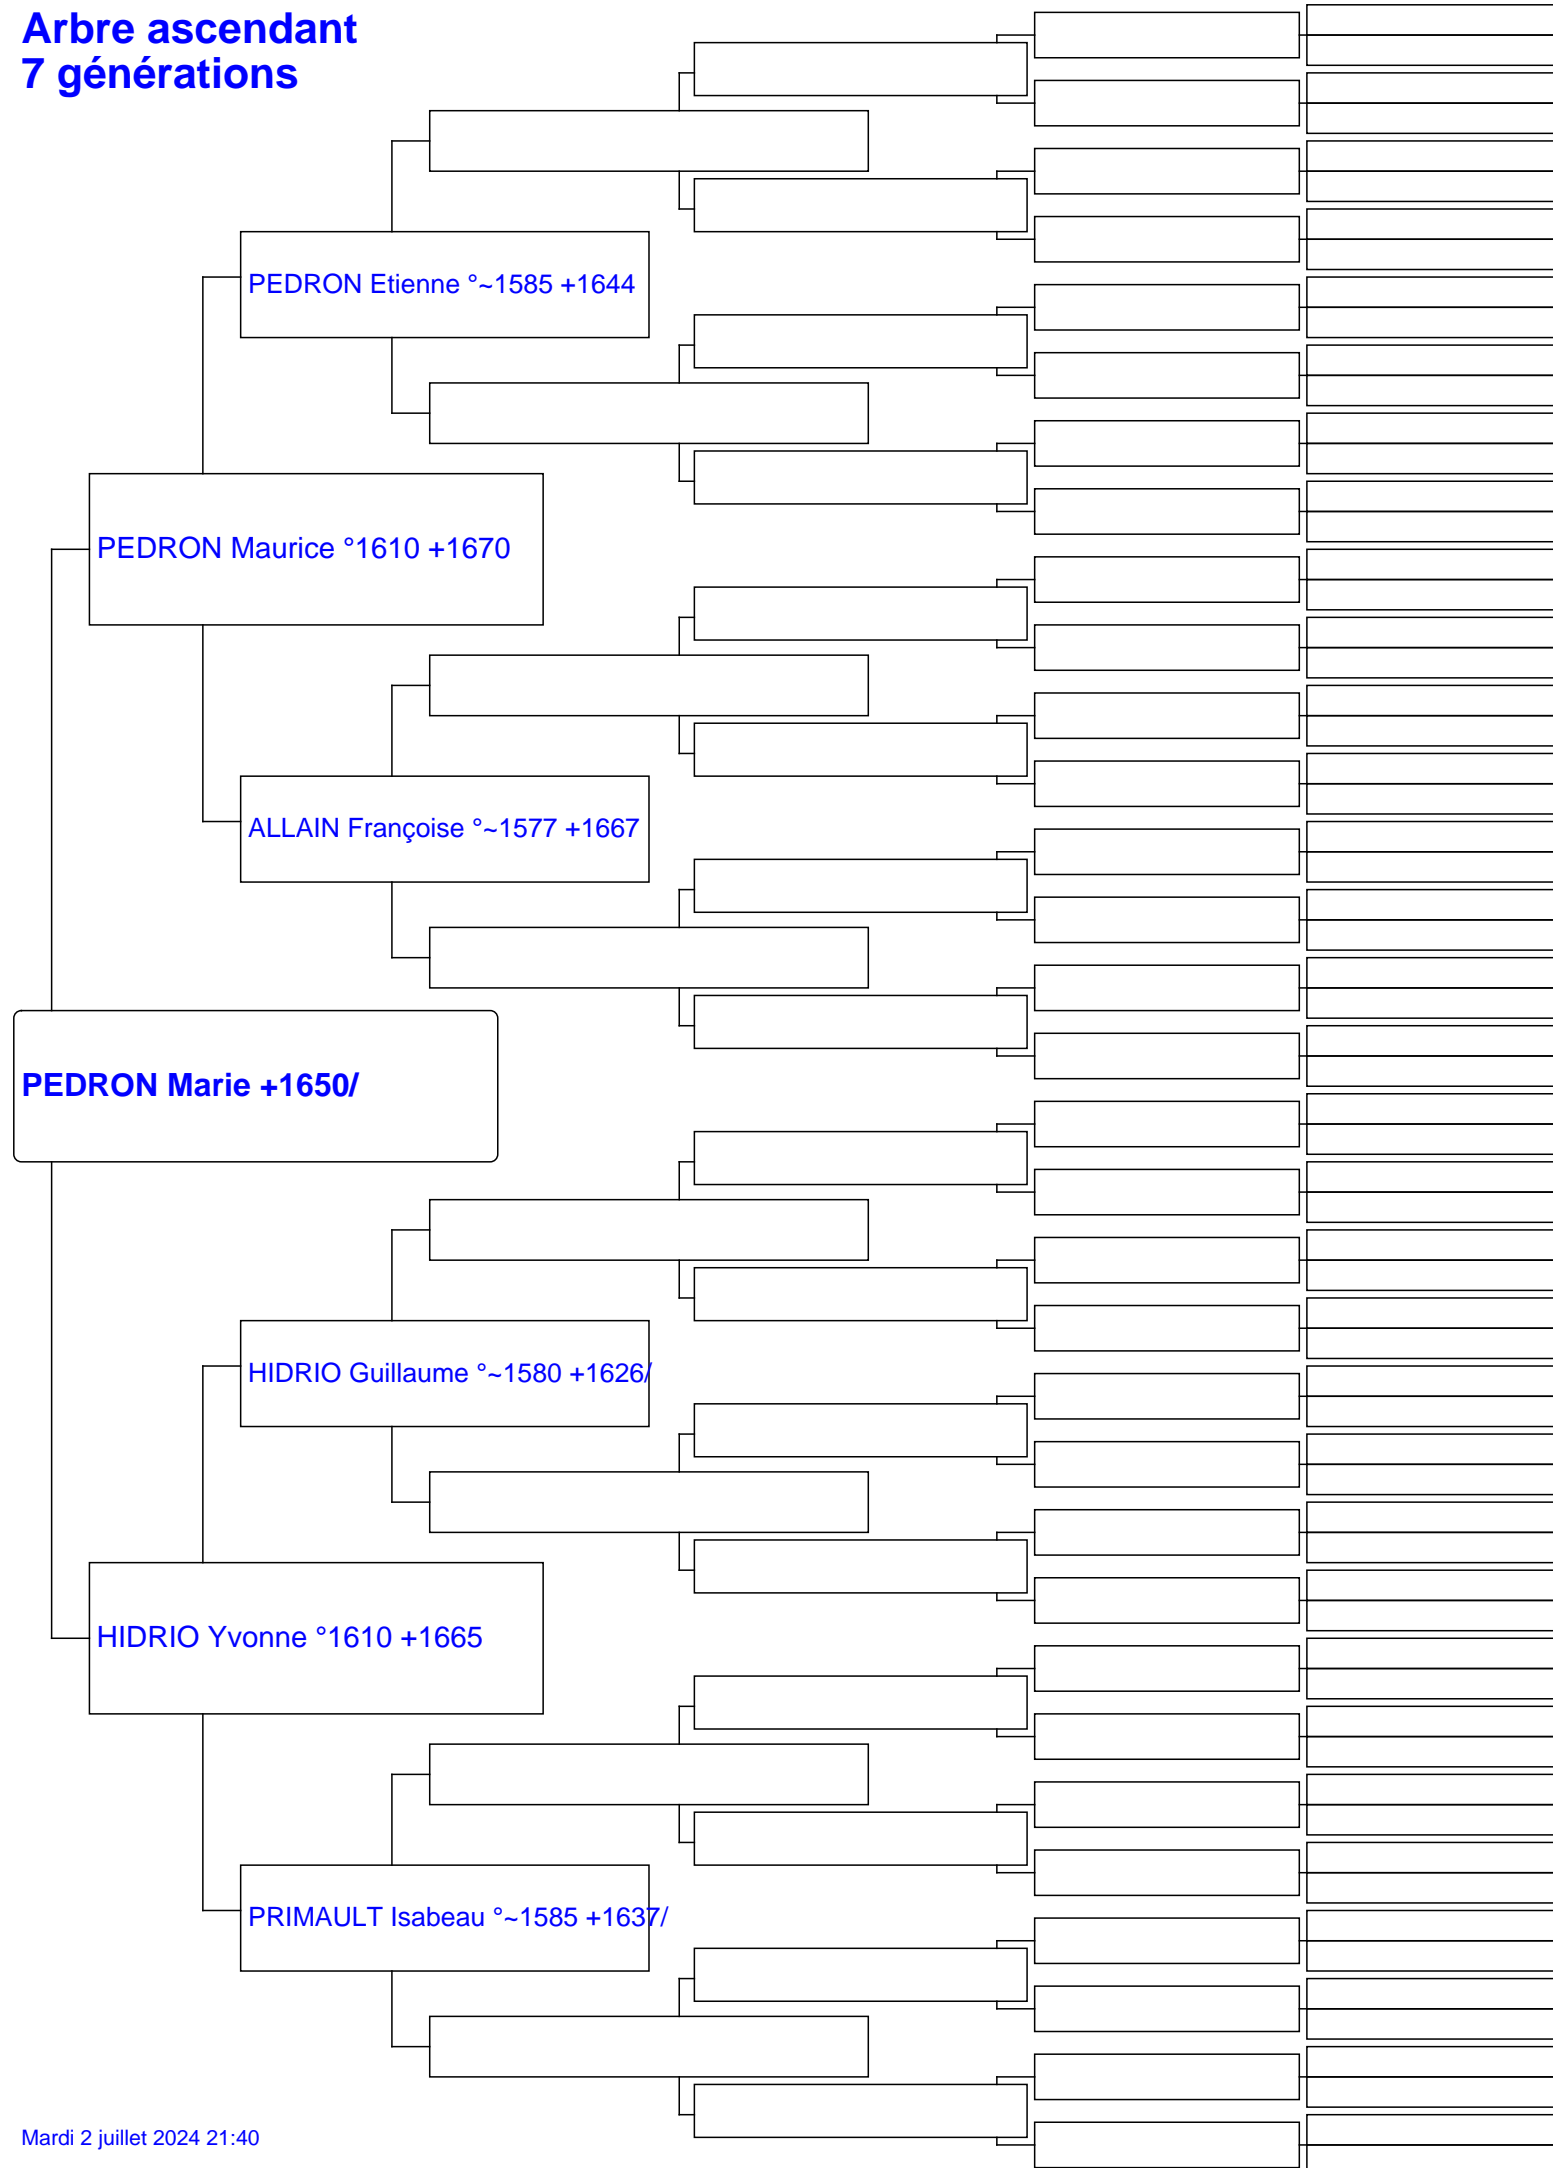 Arbre ascendant
7 générations
PEDRON Etienne °~1585 +1644
PEDRON Maurice °1610 +1670
ALLAIN Françoise °~1577 +1667
PEDRON Marie +1650/
HIDRIO Guillaume °~1580 +1626/
HIDRIO Yvonne °1610 +1665
PRIMAULT Isabeau °~1585 +1637/
Mardi 2 juillet 2024 21:40